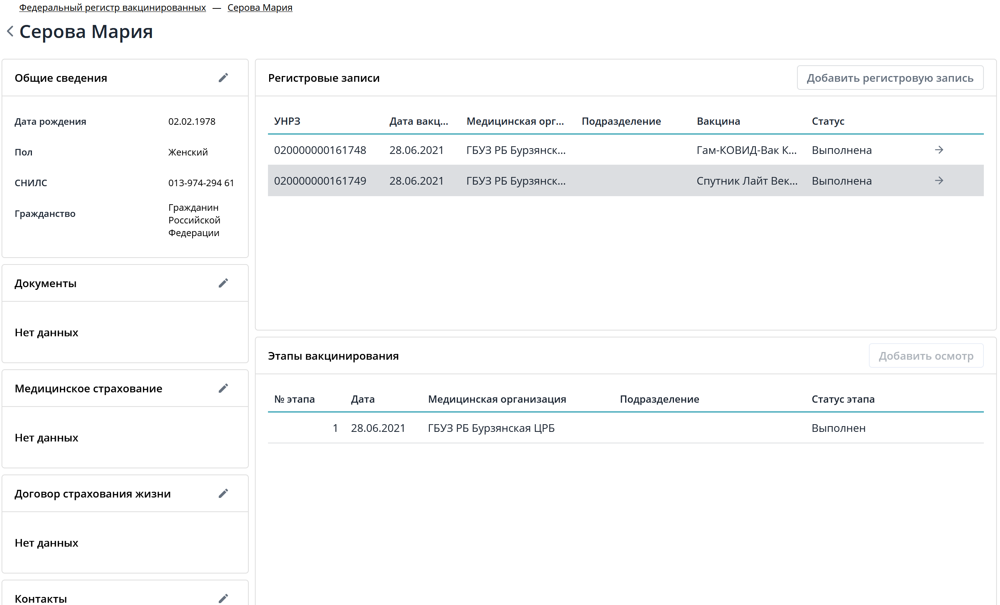 Федеральный регистр вакцинированных — Серова Мария
Серова Мария
Общие сведения
Дата рождения 02.02.1978
Пол Женский
СНИЛС 013-974-294 61
Гражданство Гражданин
Российской
Федерации
Документы
Нет данных
Медицинское страхование
Нет данных
Договор страхования жизни
Нет данных
Контакты
Регистровые записи Добавить регистровую запись
УНРЗ Дата вакц... Медицинская орг... Подразделение Вакцина Статус
020000000161748 28.06.2021 ГБУЗ РБ Бурзянск... Гам-КОВИД-Вак К... Выполнена
020000000161749 28.06.2021 ГБУЗ РБ Бурзянск... Спутник Лайт Век... Выполнена
Этапы вакцинирования Добавить осмотр
№ этапа Дата Медицинская организация Подразделение Статус этапа
1 28.06.2021 ГБУЗ РБ Бурзянская ЦРБ Выполнен